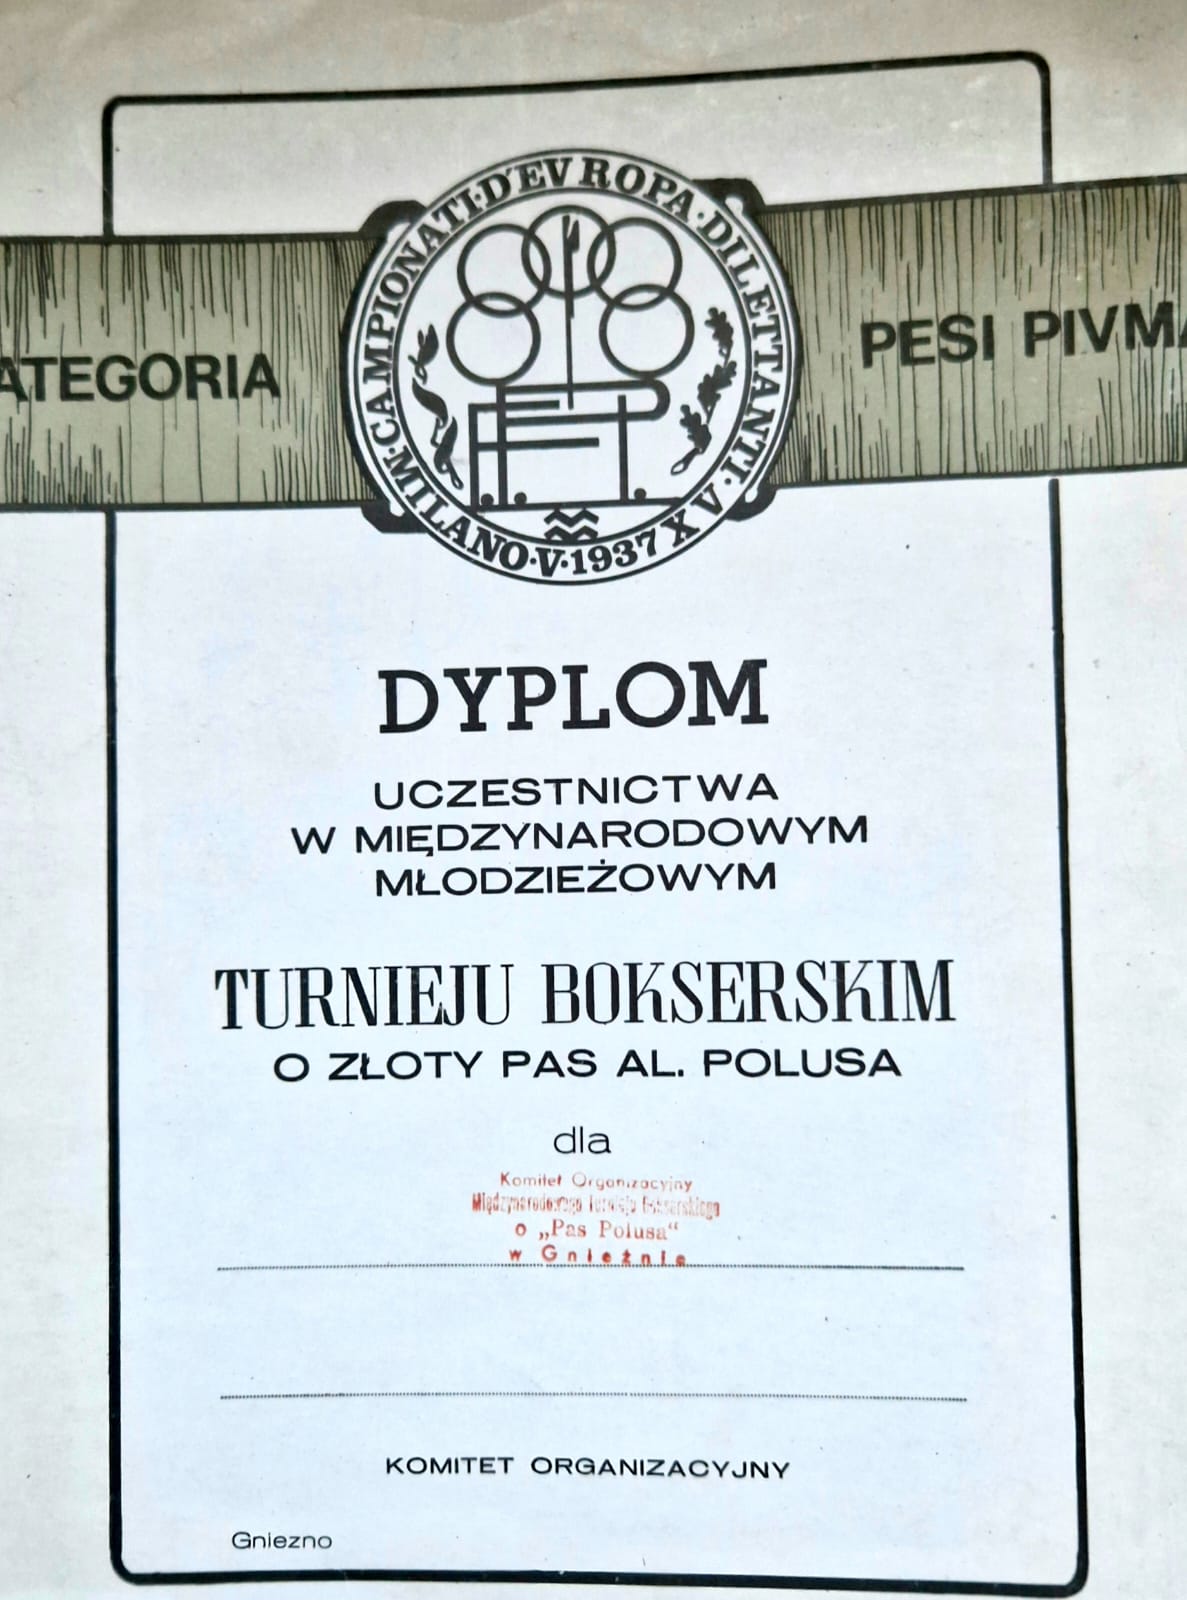 CAMPIONATI·D'EVROPA·DILETTANTI·
MILANO·V·1937 XV·
ATEGORIA
PESI PIVM
DYPLOM
UCZESTNICTWA
W MIĘDZYNARODOWYM
MŁODZIEŻOWYM
TURNIEJU BOKSERSKIM
O ZŁOTY PAS AL. POLUSA
dla
Komitet Organizacyjny
Międzynarodowego Turnieju Bokserskiego
o „Pas Polusa“
w Gnieźnie
KOMITET ORGANIZACYJNY
Gniezno